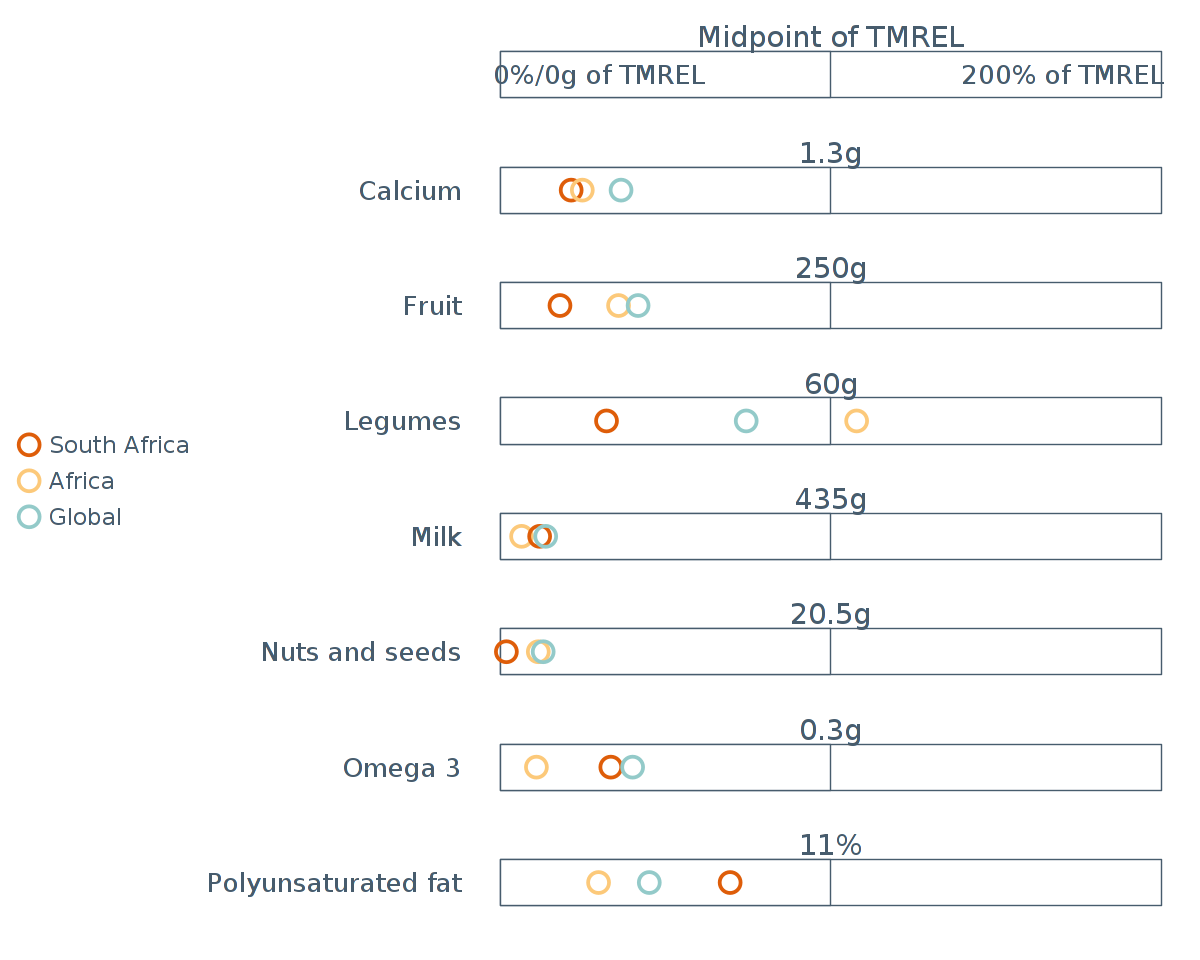 Midpoint of TMREL
0%/0g of TMREL
200% of TMREL
1.3g
Calcium
250g
Fruit
60g
Legumes
South Africa
Africa
Global
435g
Milk
20.5g
Nuts and seeds
0.3g
Omega 3
11%
Polyunsaturated fat